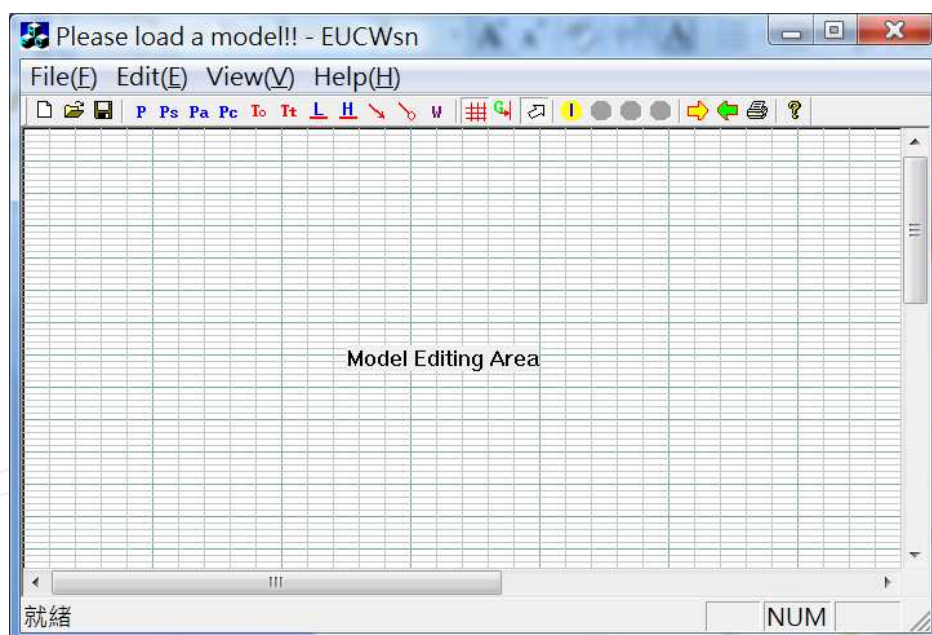 Please load a model!! - EUCWsn
File(F) Edit(E) View(V) Help(H)
P Ps Pa Pc To Tt L H W G I ?
Model Editing Area
就緒 NUM